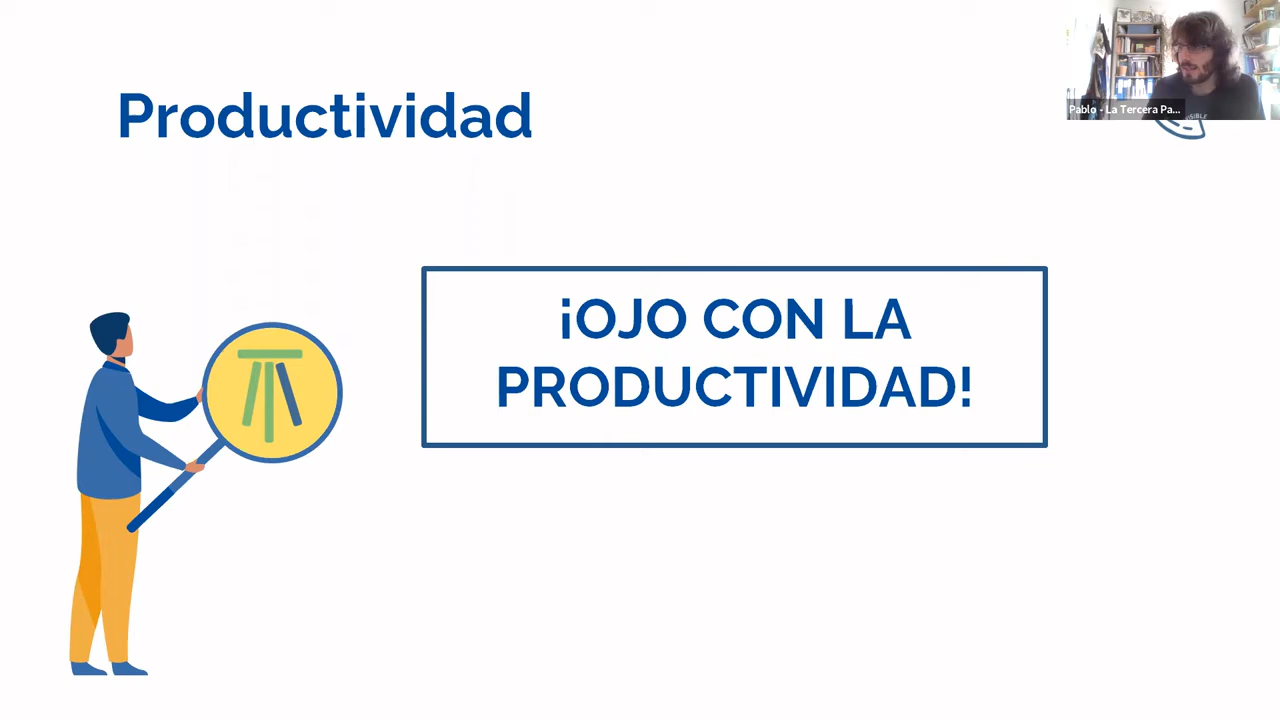 Productividad
Pablo - La Tercera Pa...
¡OJO CON LA
PRODUCTIVIDAD!